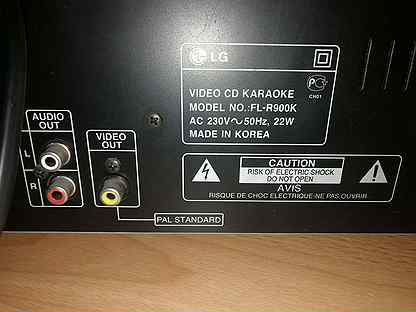 LG
VIDEO CD KARAOKE
MODEL NO.:FL-R900K
AC 230V～50Hz, 22W
MADE IN KOREA
CH01
AUDIO OUT
L
R
VIDEO OUT
PAL STANDARD
CAUTION
RISK OF ELECTRIC SHOCK
DO NOT OPEN
AVIS
RISQUE DE CHOC ELECTRIQUE-NE PAS OUVRIR